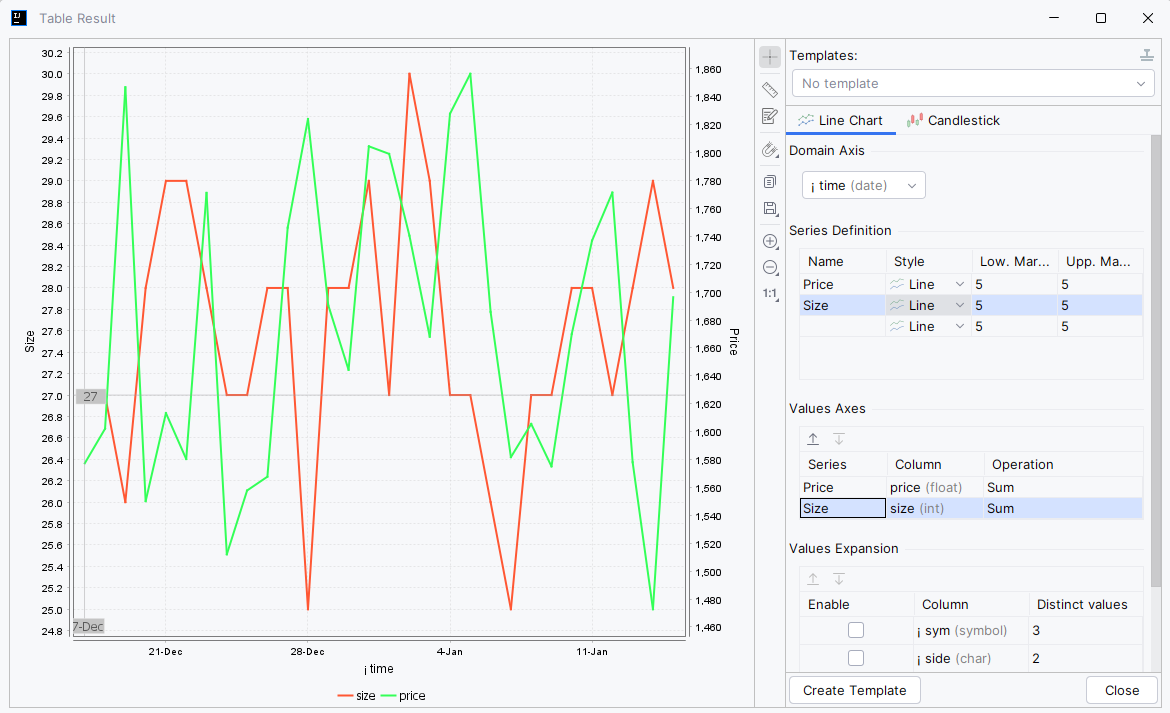 Table Result
30.2
30.0
29.8
29.6
29.4
29.2
29.0
28.8
28.6
28.4
28.2
28.0
27.8
27.6
27.4
27.2
27.0
26.8
26.6
26.4
26.2
26.0
25.8
25.6
25.4
25.2
25.0
24.8
Size
27
7-Dec
21-Dec
28-Dec
4-Jan
11-Jan
¡ time
size
price
1,860
1,840
1,820
1,800
1,780
1,760
1,740
1,720
1,700
1,680
1,660
1,640
1,620
1,600
1,580
1,560
1,540
1,520
1,500
1,480
1,460
Price
1:1
Templates:
No template
Line Chart Candlestick
Domain Axis
¡ time (date)
Series Definition
Name Style Low. Mar... Upp. Ma...
Price Line 5 5
Size Line 5 5
Line 5 5
Values Axes
Series Column Operation
Price price (float) Sum
Size size (int) Sum
Values Expansion
Enable Column Distinct values
¡ sym (symbol) 3
¡ side (char) 2
Create Template Close